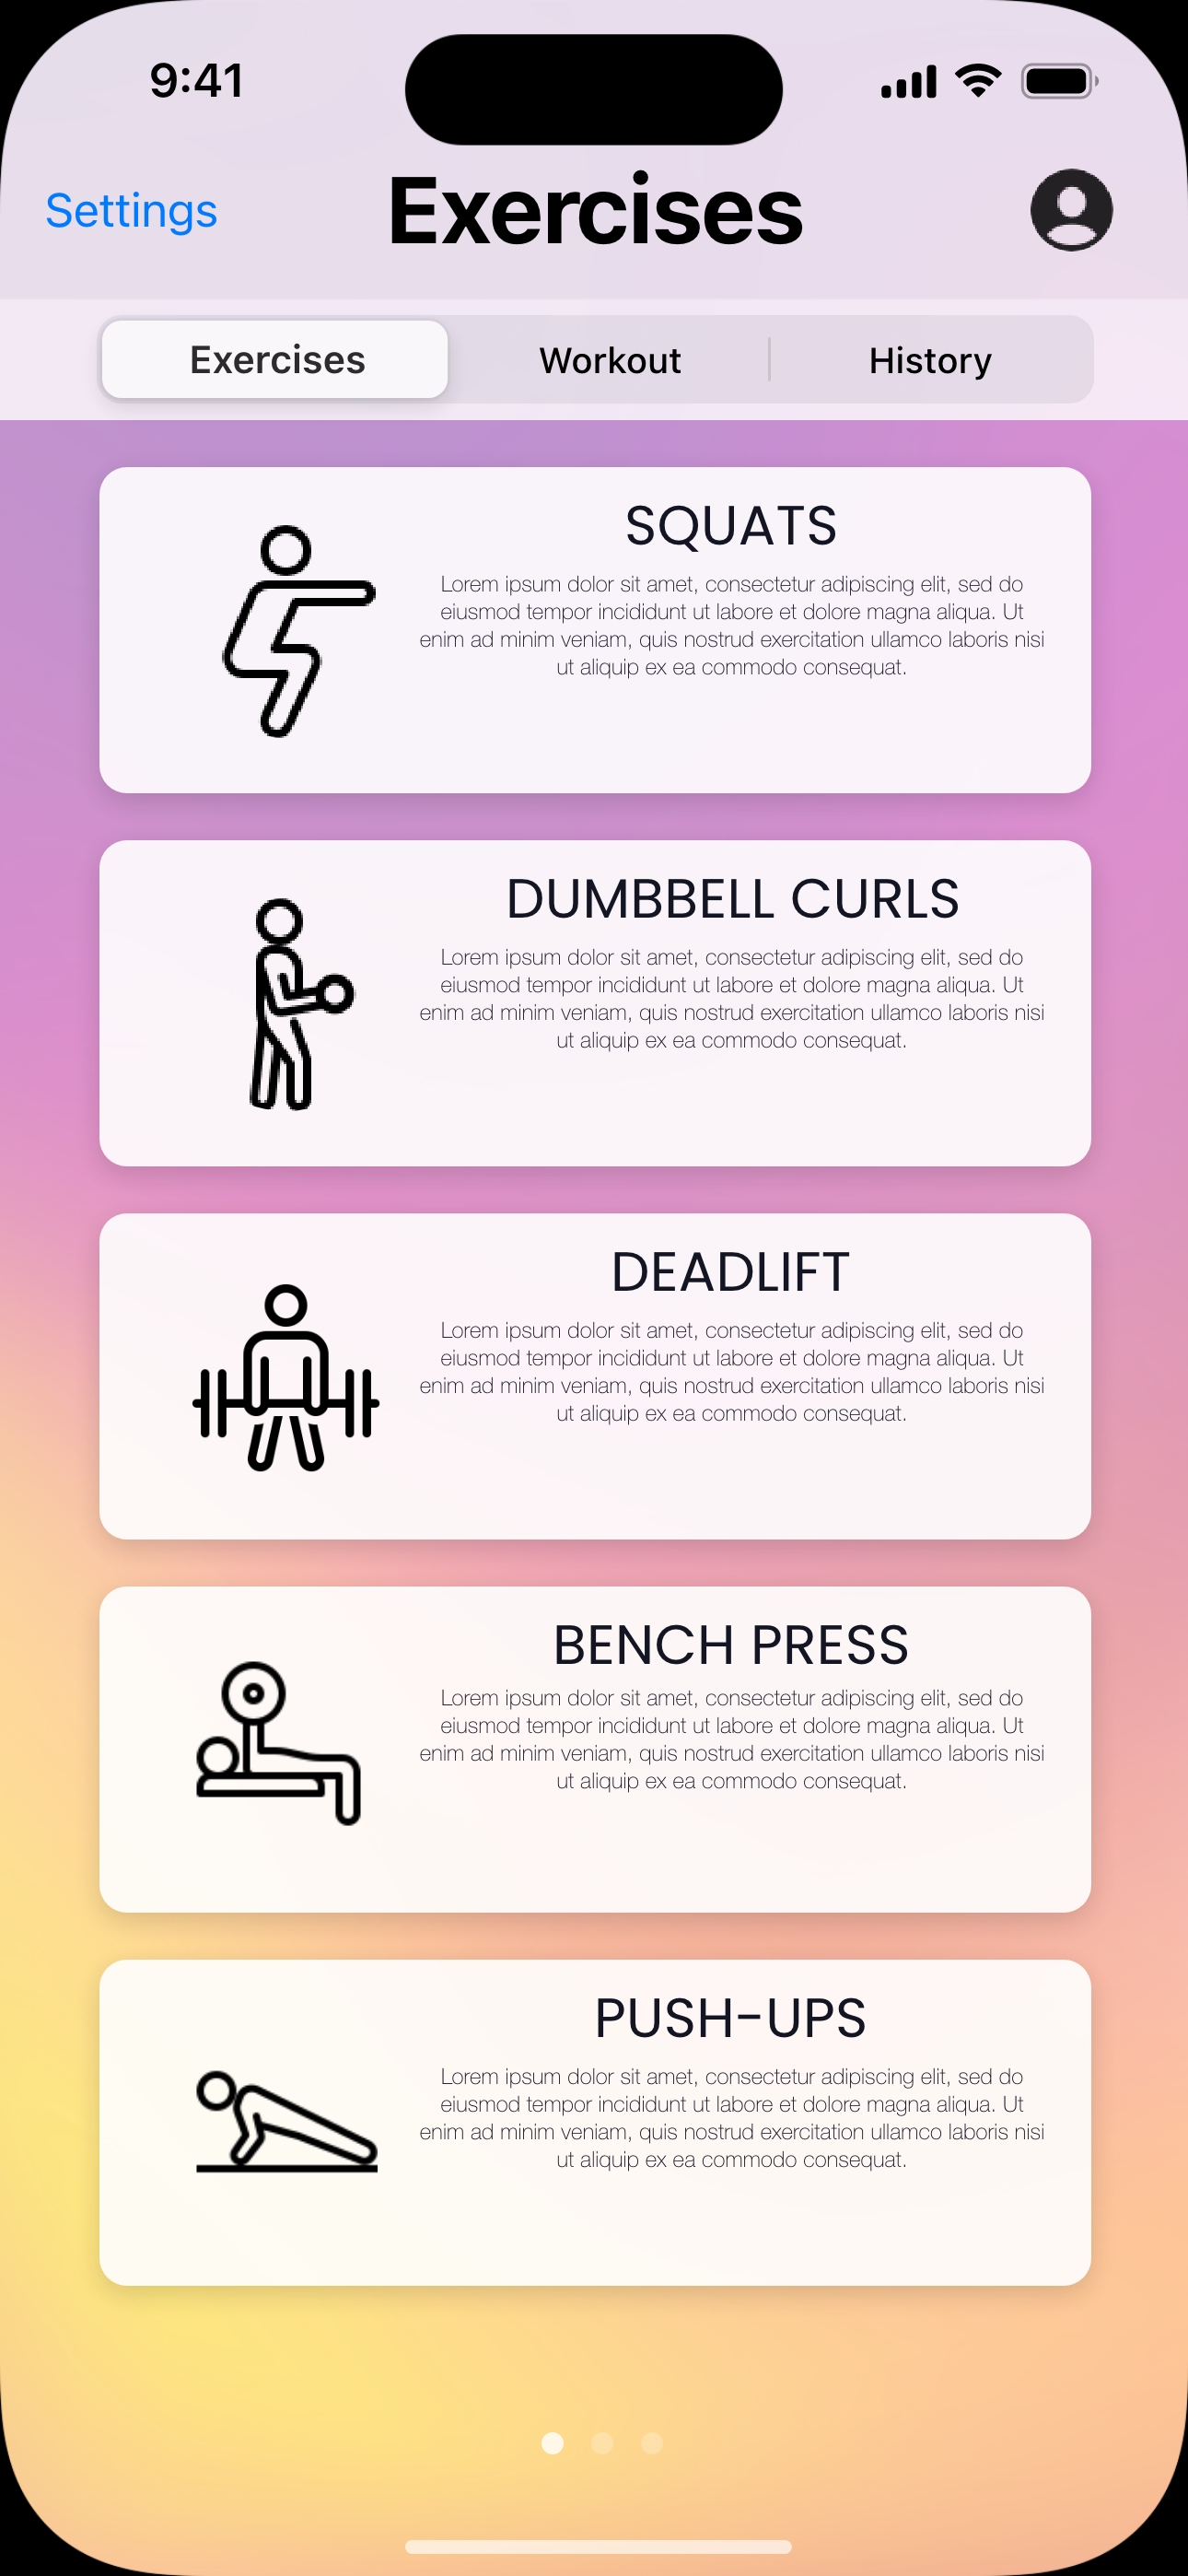 9:41
Settings
Exercises
Exercises
Workout
History
SQUATS
Lorem ipsum dolor sit amet, consectetur adipiscing elit, sed do
eiusmod tempor incididunt ut labore et dolore magna aliqua. Ut
enim ad minim veniam, quis nostrud exercitation ullamco laboris nisi
ut aliquip ex ea commodo consequat.
DUMBBELL CURLS
Lorem ipsum dolor sit amet, consectetur adipiscing elit, sed do
eiusmod tempor incididunt ut labore et dolore magna aliqua. Ut
enim ad minim veniam, quis nostrud exercitation ullamco laboris nisi
ut aliquip ex ea commodo consequat.
DEADLIFT
Lorem ipsum dolor sit amet, consectetur adipiscing elit, sed do
eiusmod tempor incididunt ut labore et dolore magna aliqua. Ut
enim ad minim veniam, quis nostrud exercitation ullamco laboris nisi
ut aliquip ex ea commodo consequat.
BENCH PRESS
Lorem ipsum dolor sit amet, consectetur adipiscing elit, sed do
eiusmod tempor incididunt ut labore et dolore magna aliqua. Ut
enim ad minim veniam, quis nostrud exercitation ullamco laboris nisi
ut aliquip ex ea commodo consequat.
PUSH-UPS
Lorem ipsum dolor sit amet, consectetur adipiscing elit, sed do
eiusmod tempor incididunt ut labore et dolore magna aliqua. Ut
enim ad minim veniam, quis nostrud exercitation ullamco laboris nisi
ut aliquip ex ea commodo consequat.